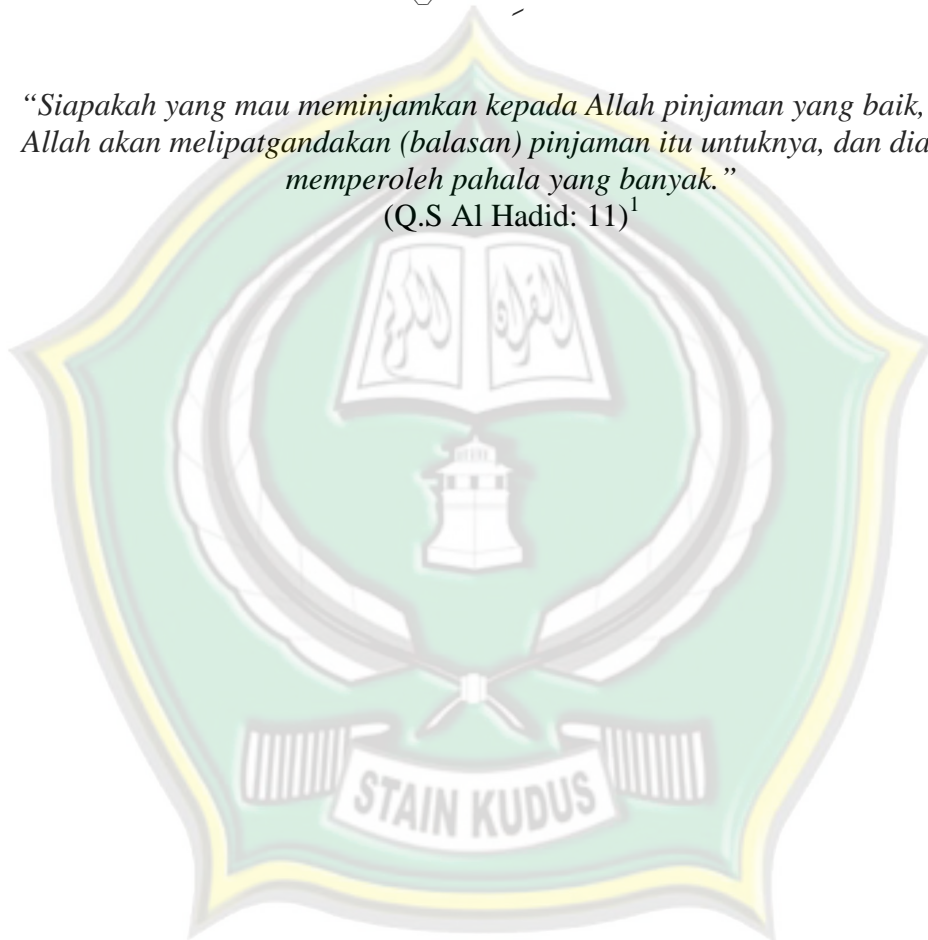 “Siapakah yang mau meminjamkan kepada Allah pinjaman yang baik,
Allah akan melipatgandakan (balasan) pinjaman itu untuknya, dan dia
memperoleh pahala yang banyak.”
(Q.S Al Hadid: 11)1
STAIN KUDUS